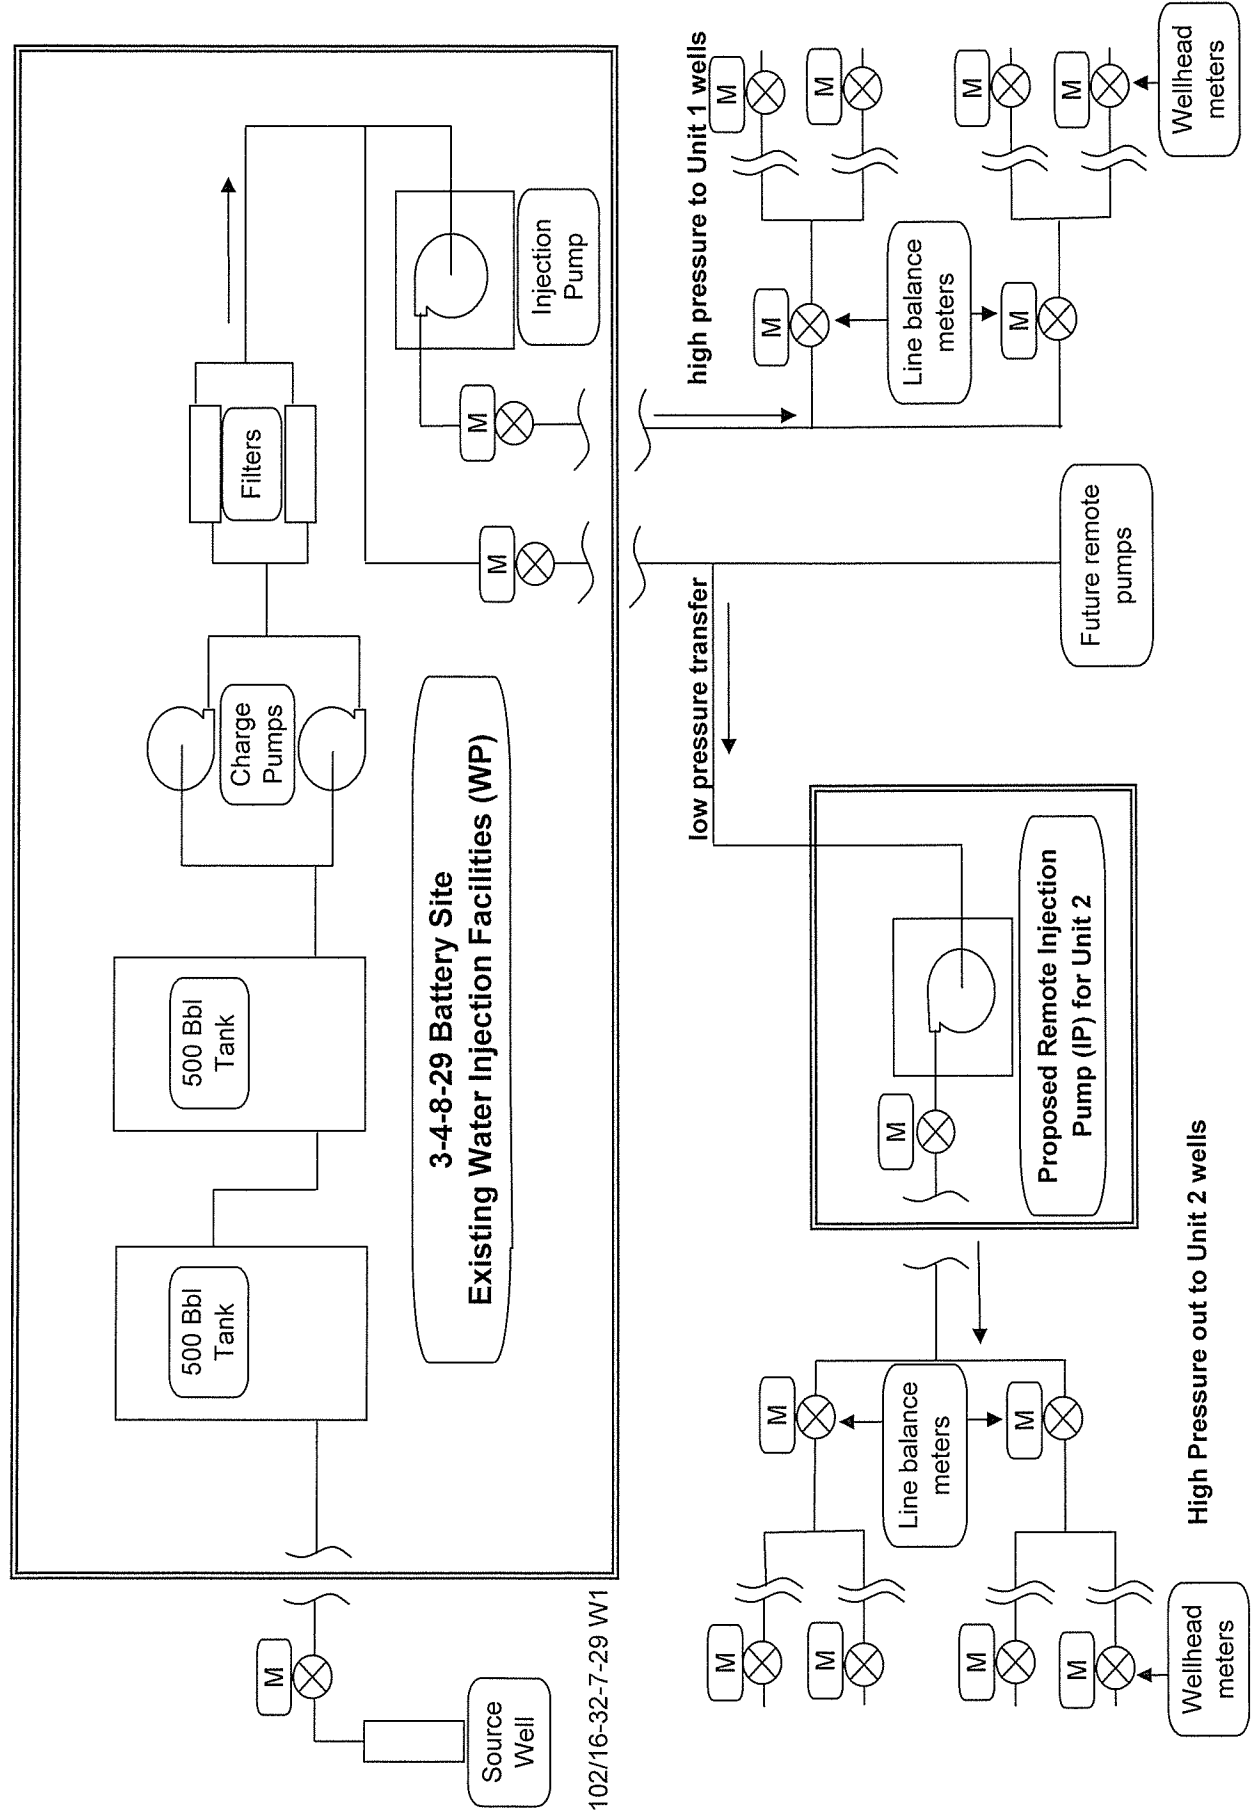 500 Bbl
Tank
500 Bbl
Tank
Charge
Pumps
Filters
M
Source
Well
102/16-32-7-29 W1
3-4-8-29 Battery Site
Existing Water Injection Facilities (WP)
M
M
Injection
Pump
low pressure transfer
high pressure to Unit 1 wells
M
M
M
M
Line balance
meters
M
M
Wellhead
meters
Future remote
pumps
M
Proposed Remote Injection
Pump (IP) for Unit 2
M
M
M
M
Line balance
meters
M
M
Wellhead
meters
High Pressure out to Unit 2 wells